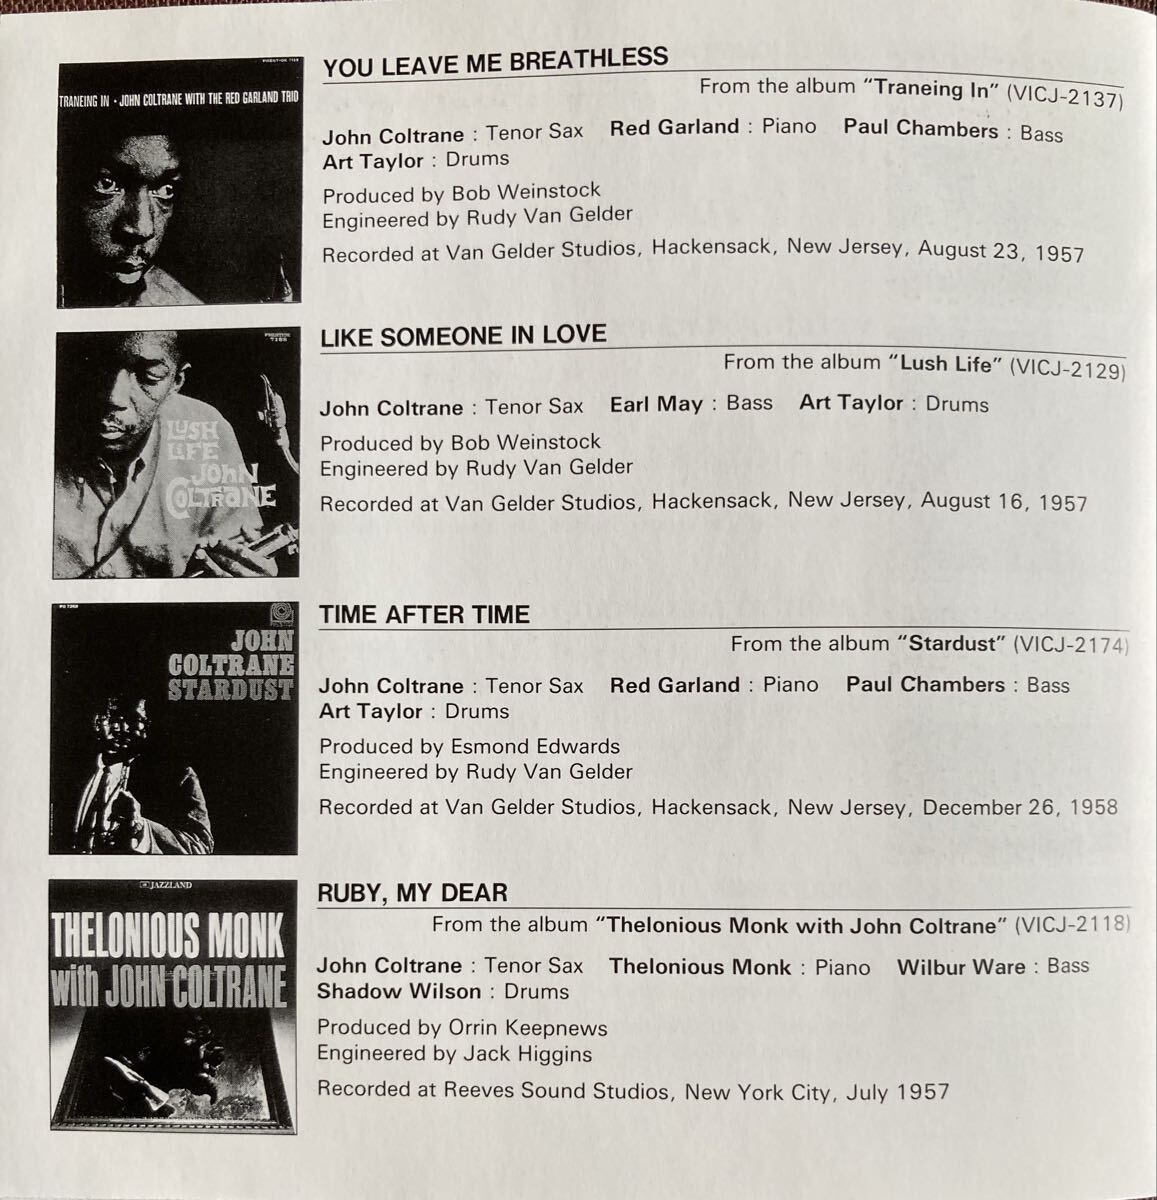 PRESTIGE 7123
TRANEING IN • JOHN COLTRANE WITH THE RED GARLAND TRIO
YOU LEAVE ME BREATHLESS
From the album “Traneing In” (VICJ-2137)
John Coltrane : Tenor Sax Red Garland : Piano Paul Chambers : Bass
Art Taylor : Drums
Produced by Bob Weinstock
Engineered by Rudy Van Gelder
Recorded at Van Gelder Studios, Hackensack, New Jersey, August 23, 1957
PRESTIGE
7188
LUSH
LIFE
JOHN
COLTRANE
LIKE SOMEONE IN LOVE
From the album “Lush Life” (VICJ-2129)
John Coltrane : Tenor Sax Earl May : Bass Art Taylor : Drums
Produced by Bob Weinstock
Engineered by Rudy Van Gelder
Recorded at Van Gelder Studios, Hackensack, New Jersey, August 16, 1957
JOHN
COLTRANE
STARDUST
TIME AFTER TIME
From the album “Stardust” (VICJ-2174)
John Coltrane : Tenor Sax Red Garland : Piano Paul Chambers : Bass
Art Taylor : Drums
Produced by Esmond Edwards
Engineered by Rudy Van Gelder
Recorded at Van Gelder Studios, Hackensack, New Jersey, December 26, 1958
JAZZLAND
THELONIOUS MONK
with JOHN COLTRANE
RUBY, MY DEAR
From the album “Thelonious Monk with John Coltrane” (VICJ-2118)
John Coltrane : Tenor Sax Thelonious Monk : Piano Wilbur Ware : Bass
Shadow Wilson : Drums
Produced by Orrin Keepnews
Engineered by Jack Higgins
Recorded at Reeves Sound Studios, New York City, July 1957